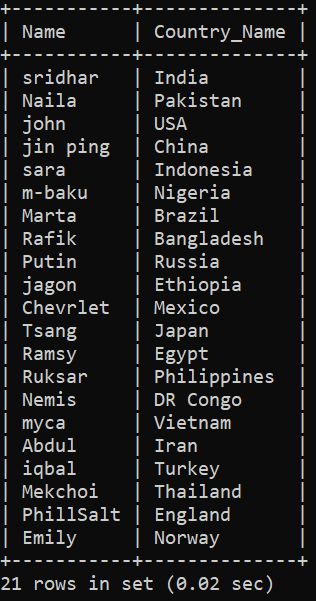 +-----------+--------------+
| Name      | Country_Name |
+-----------+--------------+
| sridhar   | India        |
| Naila     | Pakistan     |
| john      | USA          |
| jin ping  | China        |
| sara      | Indonesia    |
| m-baku    | Nigeria      |
| Marta     | Brazil       |
| Rafik     | Bangladesh   |
| Putin     | Russia       |
| jagon     | Ethiopia     |
| Chevrlet  | Mexico       |
| Tsang     | Japan        |
| Ramsy     | Egypt        |
| Ruksar    | Philippines  |
| Nemis     | DR Congo     |
| myca      | Vietnam      |
| Abdul     | Iran         |
| iqbal     | Turkey       |
| Mekchoi   | Thailand     |
| PhillSalt | England      |
| Emily     | Norway       |
+-----------+--------------+
21 rows in set (0.02 sec)